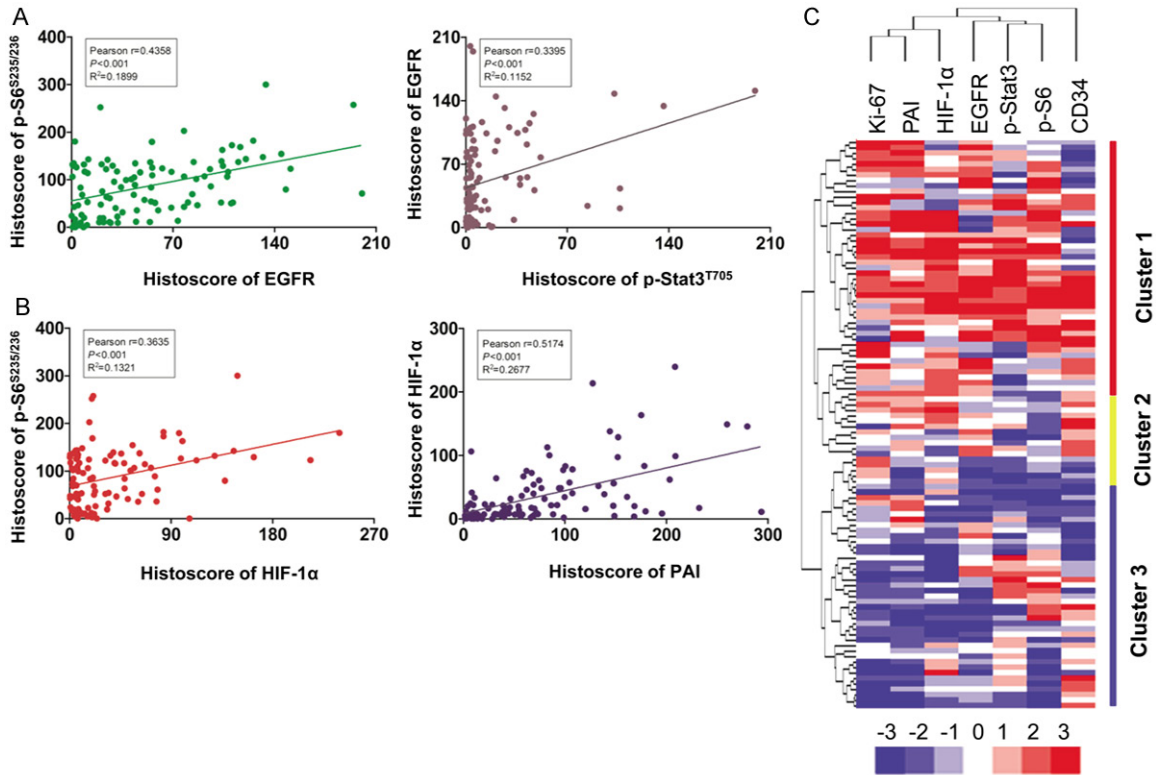 A
Histoscore of p-S6S235/236
400
300
200
100
0
Pearson r=0.4358
P<0.001
R2=0.1899
0 70 140 210
Histoscore of EGFR
Histoscore of EGFR
210
140
70
0
Pearson r=0.3395
P<0.001
R2=0.1152
0 70 140 210
Histoscore of p-Stat3T705
B
Histoscore of p-S6S235/236
400
300
200
100
0
Pearson r=0.3635
P<0.001
R2=0.1321
0 90 180 270
Histoscore of HIF-1α
Histoscore of HIF-1α
300
200
100
0
Pearson r=0.5174
P<0.001
R2=0.2677
0 100 200 300
Histoscore of PAI
C
Ki-67
PAI
HIF-1α
EGFR
p-Stat3
p-S6
CD34
Cluster 1
Cluster 2
Cluster 3
-3 -2 -1 0 1 2 3